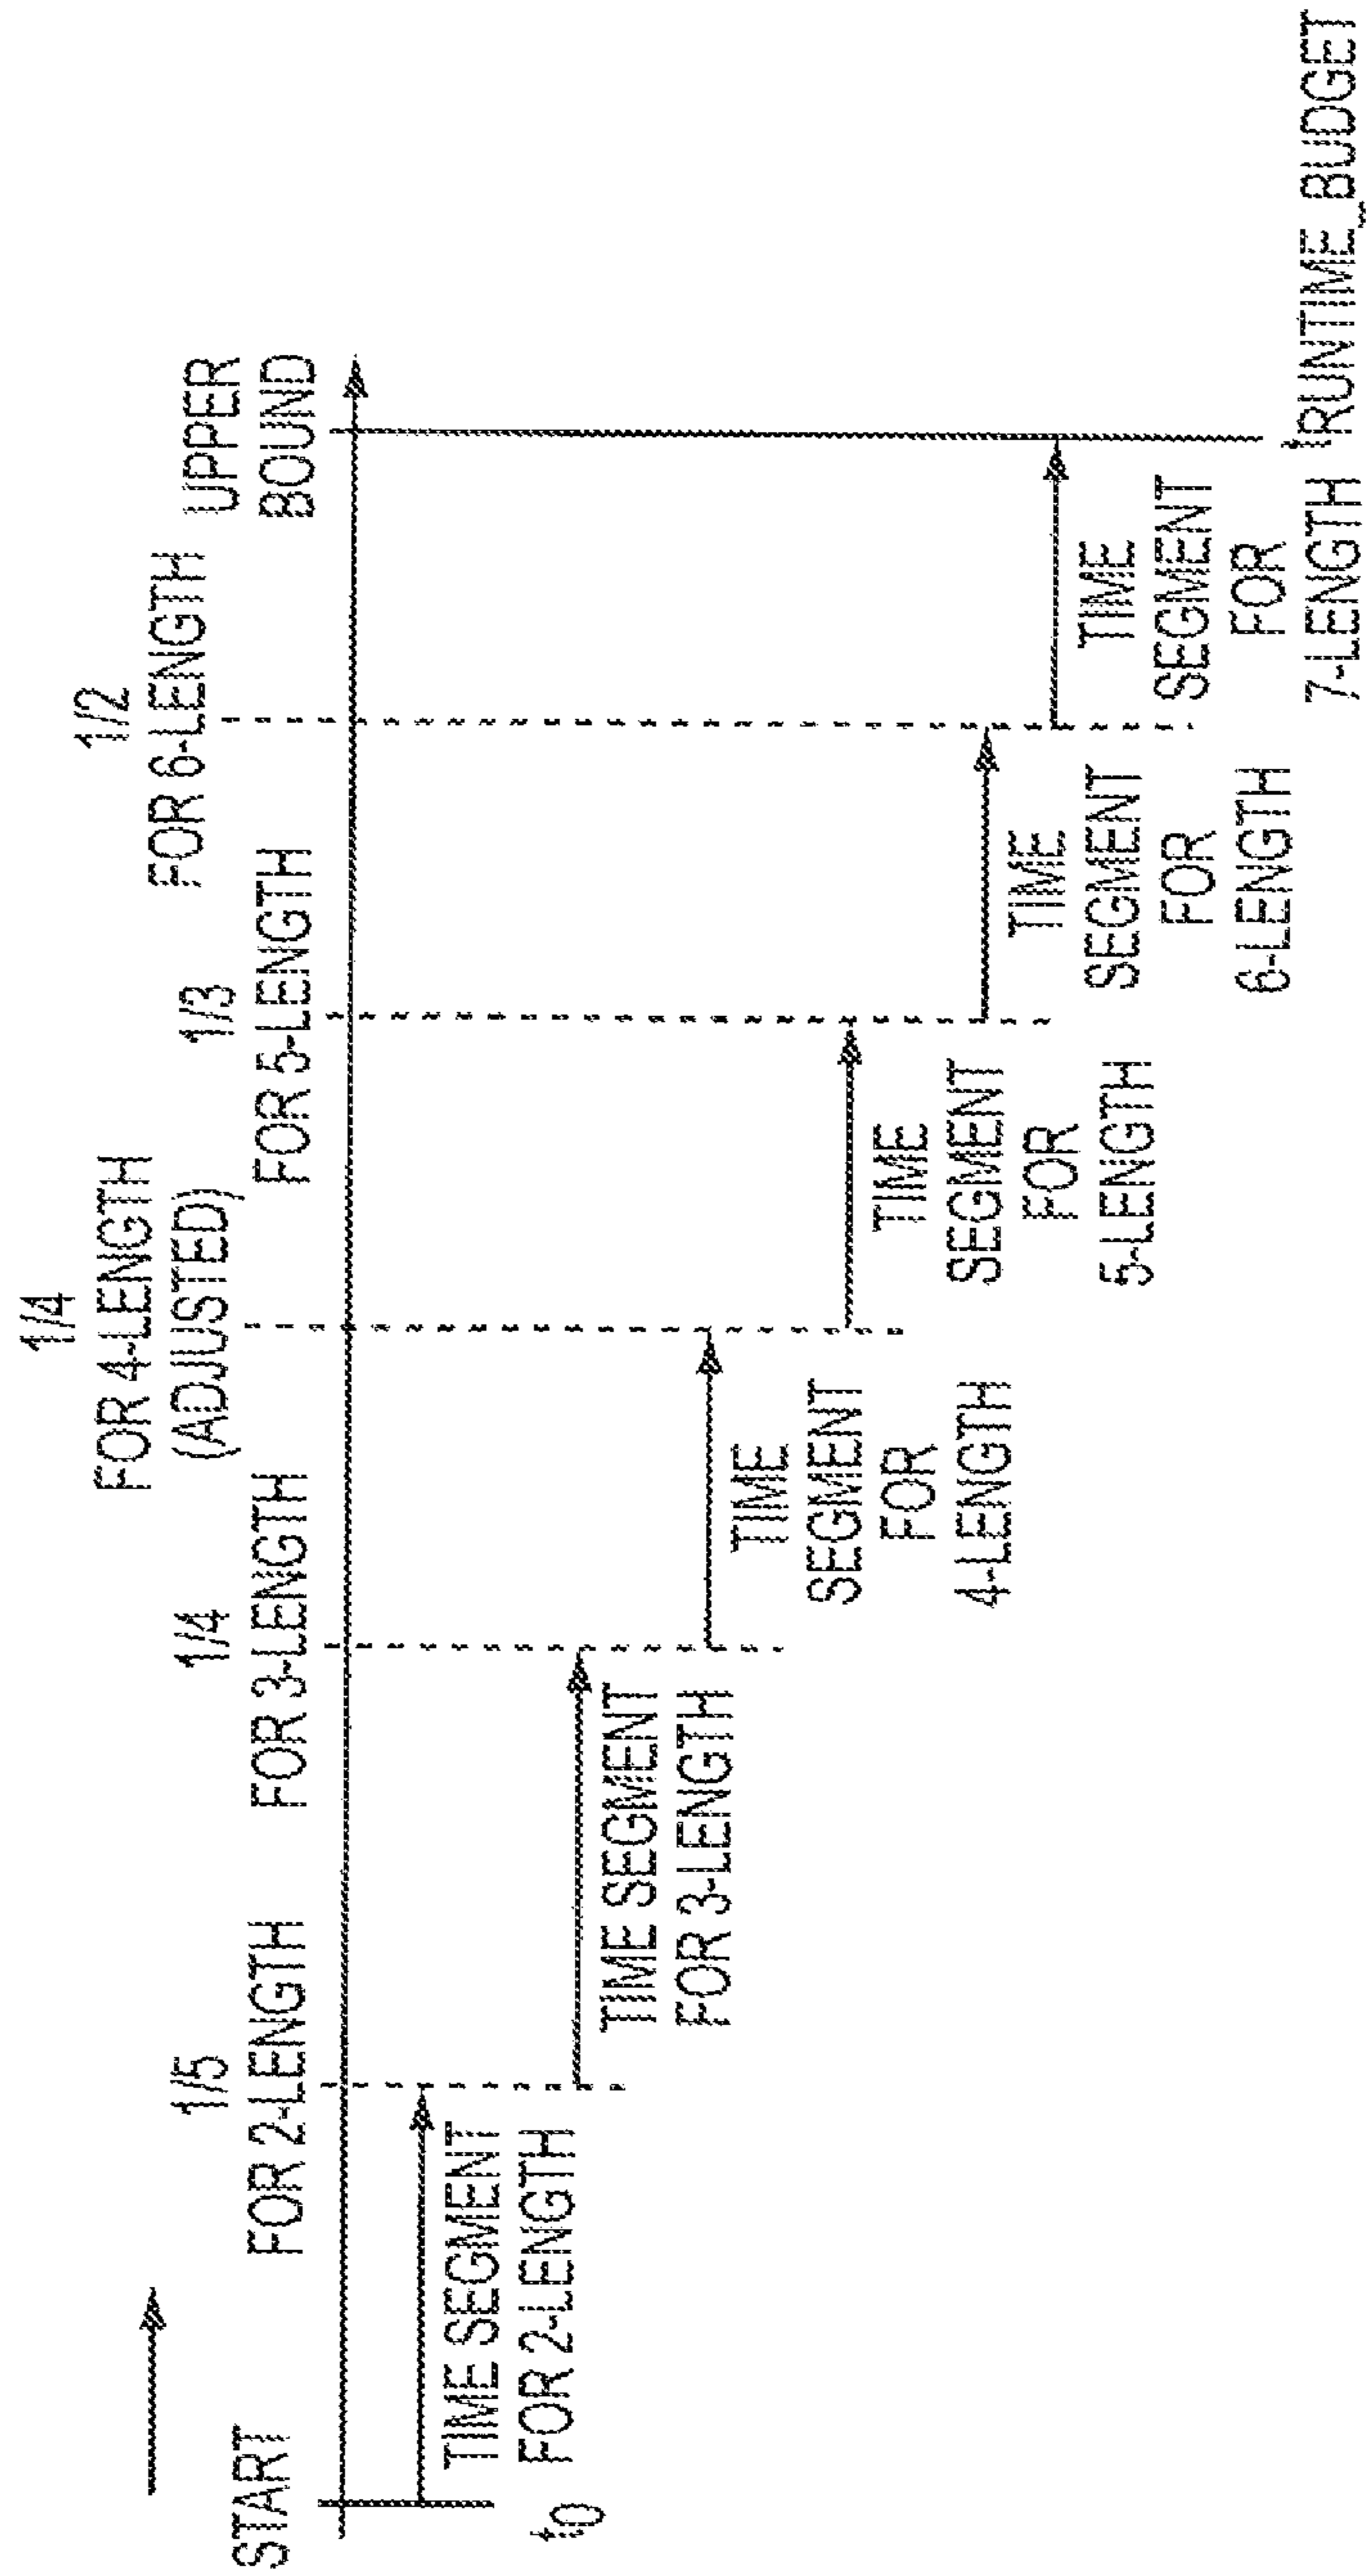 START
1/5
FOR 2-LENGTH
1/4
FOR 3-LENGTH
1/4
FOR 4-LENGTH
(ADJUSTED)
1/3
FOR 5-LENGTH
1/2
FOR 6-LENGTH
UPPER
BOUND
t0
TIME SEGMENT
FOR 2-LENGTH
TIME SEGMENT
FOR 3-LENGTH
TIME
SEGMENT
FOR
4-LENGTH
TIME
SEGMENT
FOR
5-LENGTH
TIME
SEGMENT
FOR
6-LENGTH
TIME
SEGMENT
FOR
7-LENGTH
tRUNTIME_BUDGET